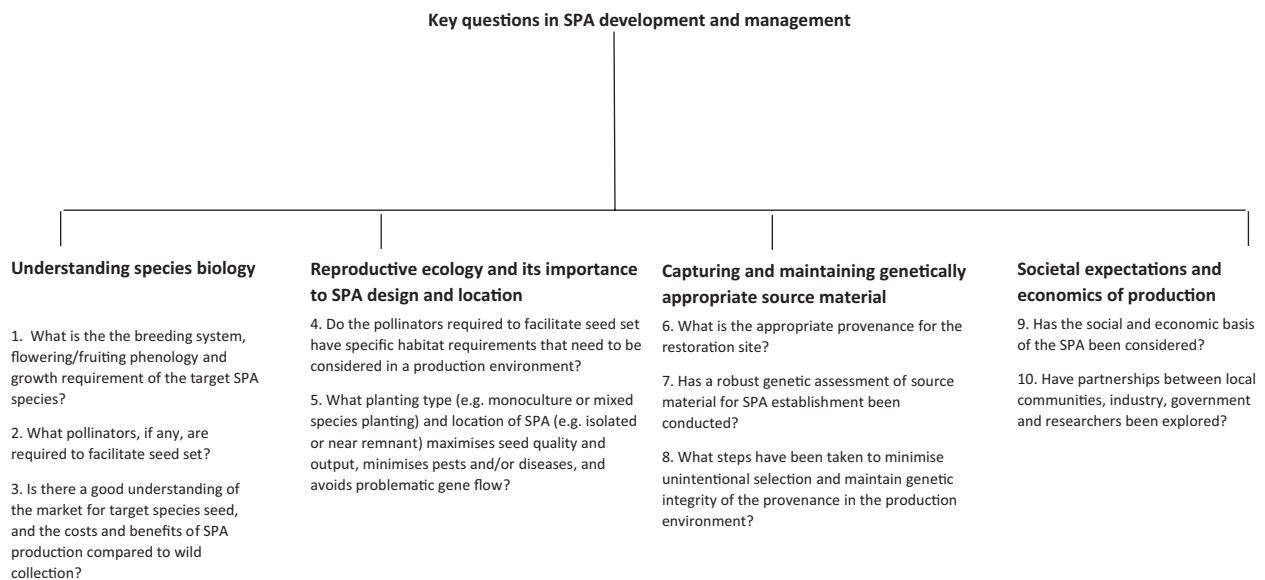 Key questions in SPA development and management
Understanding species biology
1. What is the the breeding system,
flowering/fruiting phenology and
growth requirement of the target SPA
species?
2. What pollinators, if any, are
required to facilitate seed set?
3. Is there a good understanding of
the market for target species seed,
and the costs and benefits of SPA
production compared to wild
collection?
Reproductive ecology and its importance
to SPA design and location
4. Do the pollinators required to facilitate seed set
have specific habitat requirements that need to be
considered in a production environment?
5. What planting type (e.g. monoculture or mixed
species planting) and location of SPA (e.g. isolated
or near remnant) maximises seed quality and
output, minimises pests and/or diseases, and
avoids problematic gene flow?
Capturing and maintaining genetically
appropriate source material
6. What is the appropriate provenance for the
restoration site?
7. Has a robust genetic assessment of source
material for SPA establishment been
conducted?
8. What steps have been taken to minimise
unintentional selection and maintain genetic
integrity of the provenance in the production
environment?
Societal expectations and
economics of production
9. Has the social and economic basis
of the SPA been considered?
10. Have partnerships between local
communities, industry, government
and researchers been explored?